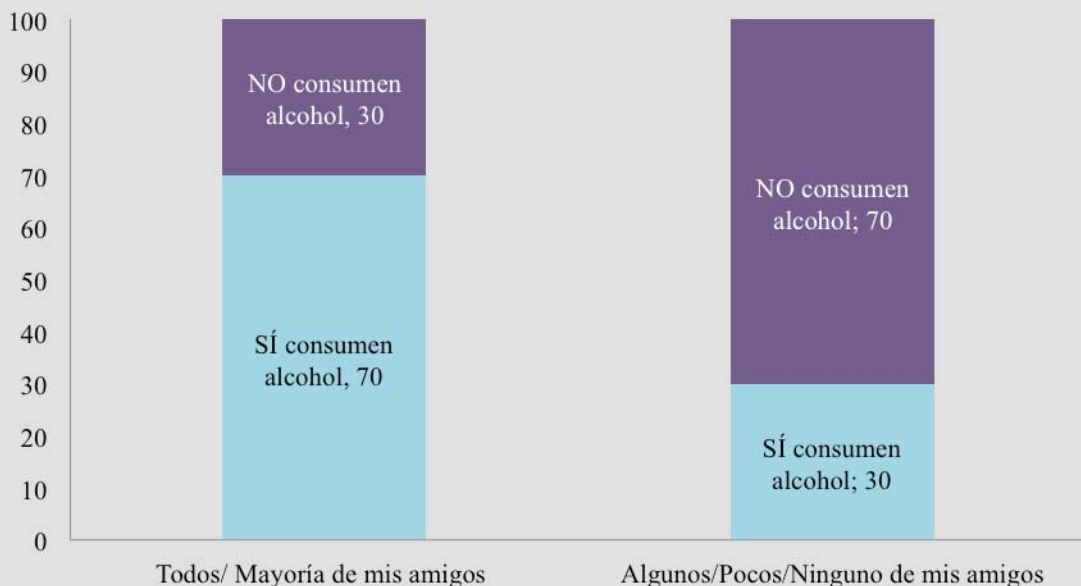 100
90
80
70
60
50
40
30
20
10
0
NO consumen
alcohol, 30
SÍ consumen
alcohol, 70
NO consumen
alcohol; 70
SÍ consumen
alcohol; 30
Todos/ Mayoría de mis amigos
Algunos/Pocos/Ninguno de mis amigos